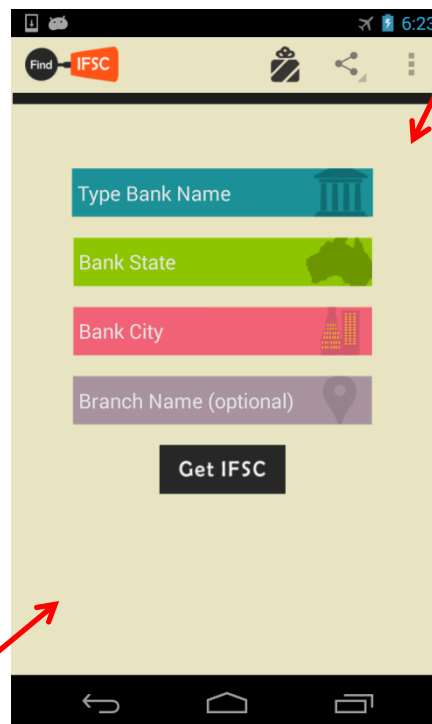 6:23
Find IFSC
Type Bank Name
Bank State
Bank City
Branch Name (optional)
Get IFSC